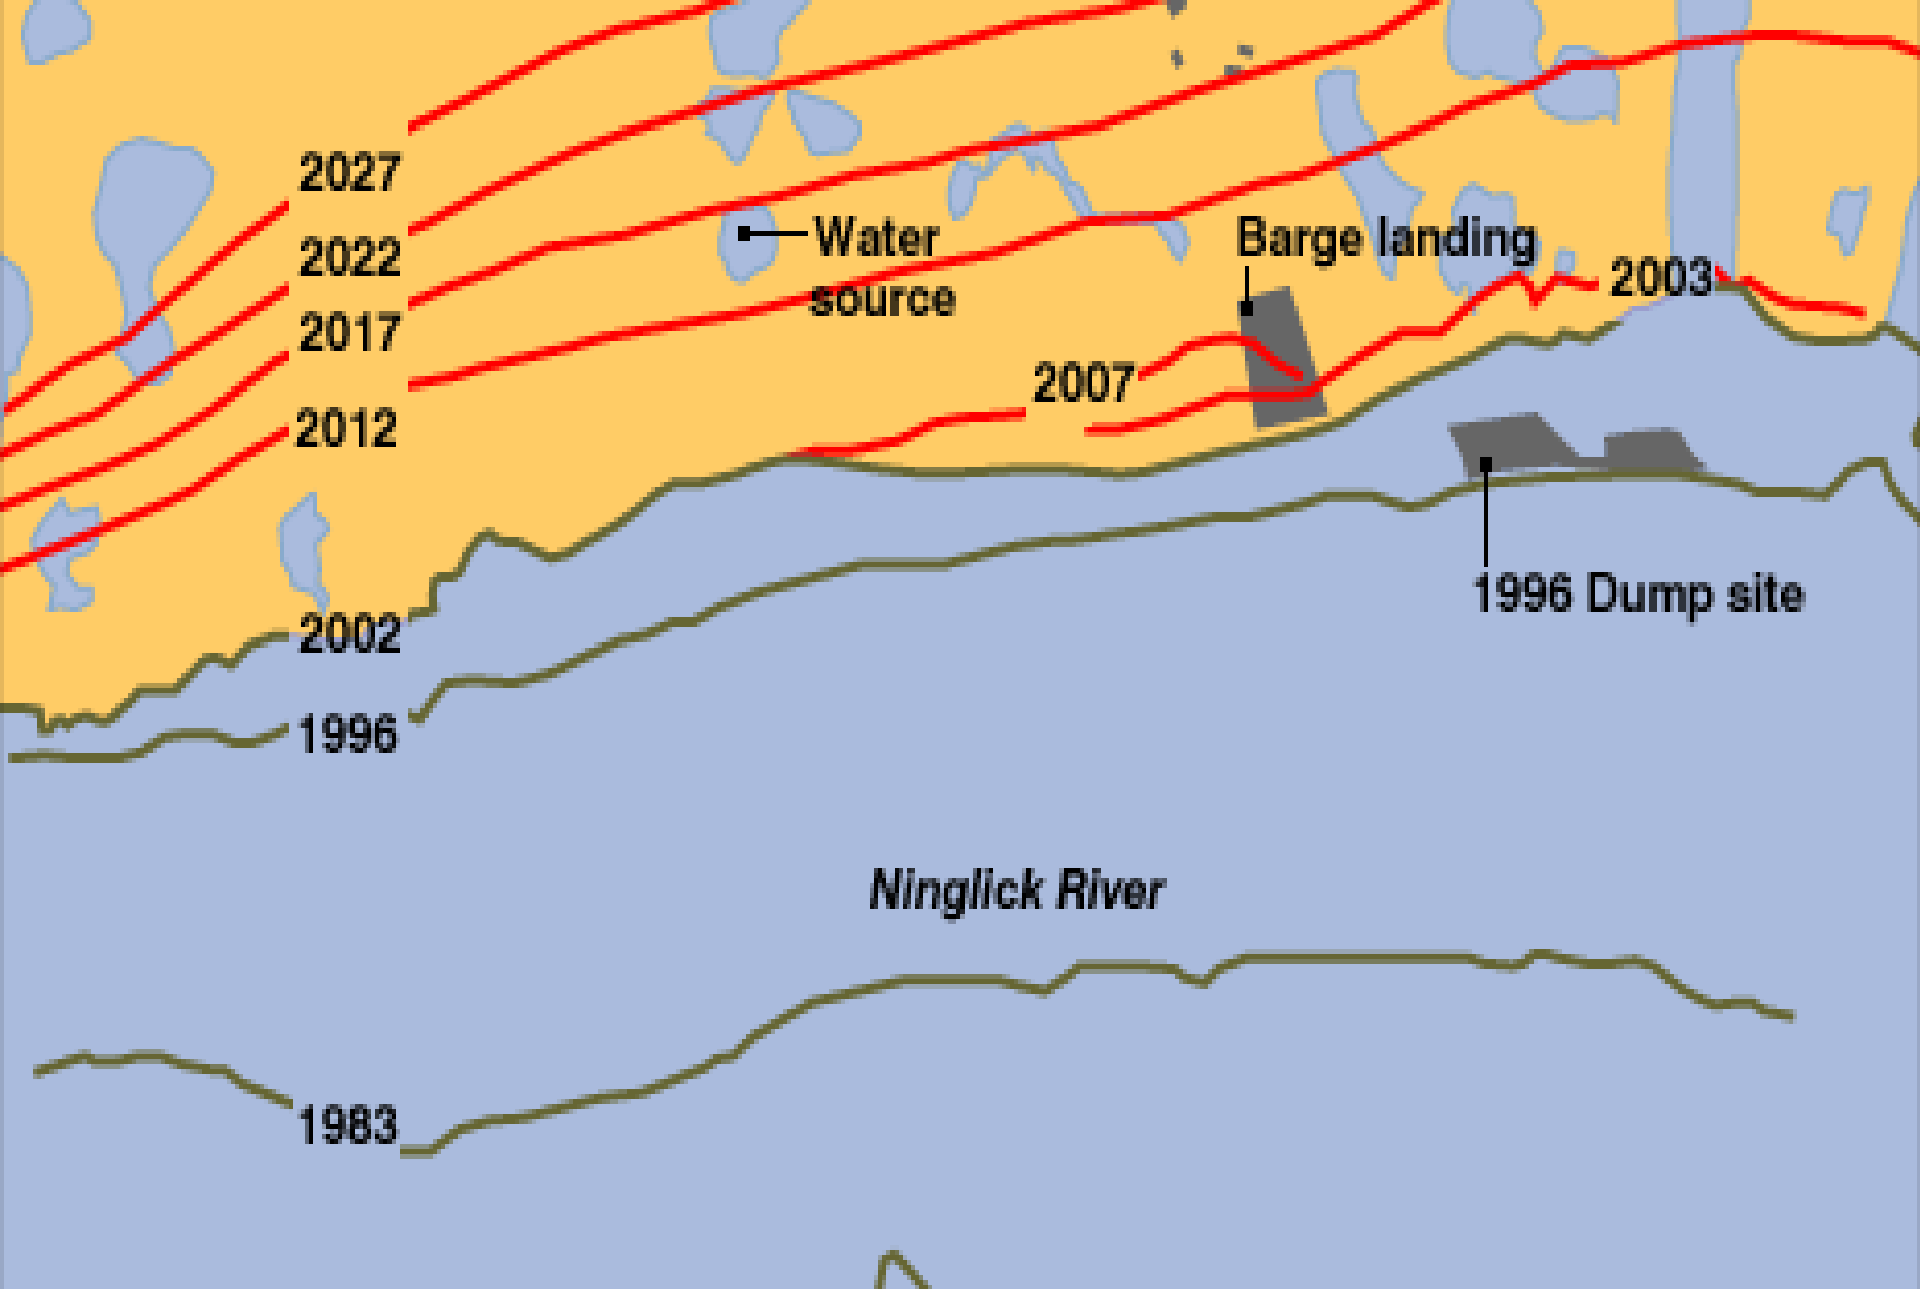 2027
2022
2017
2012
Water
source
Barge landing
2003
2007
1996 Dump site
2002
1996
Ninglick River
1983